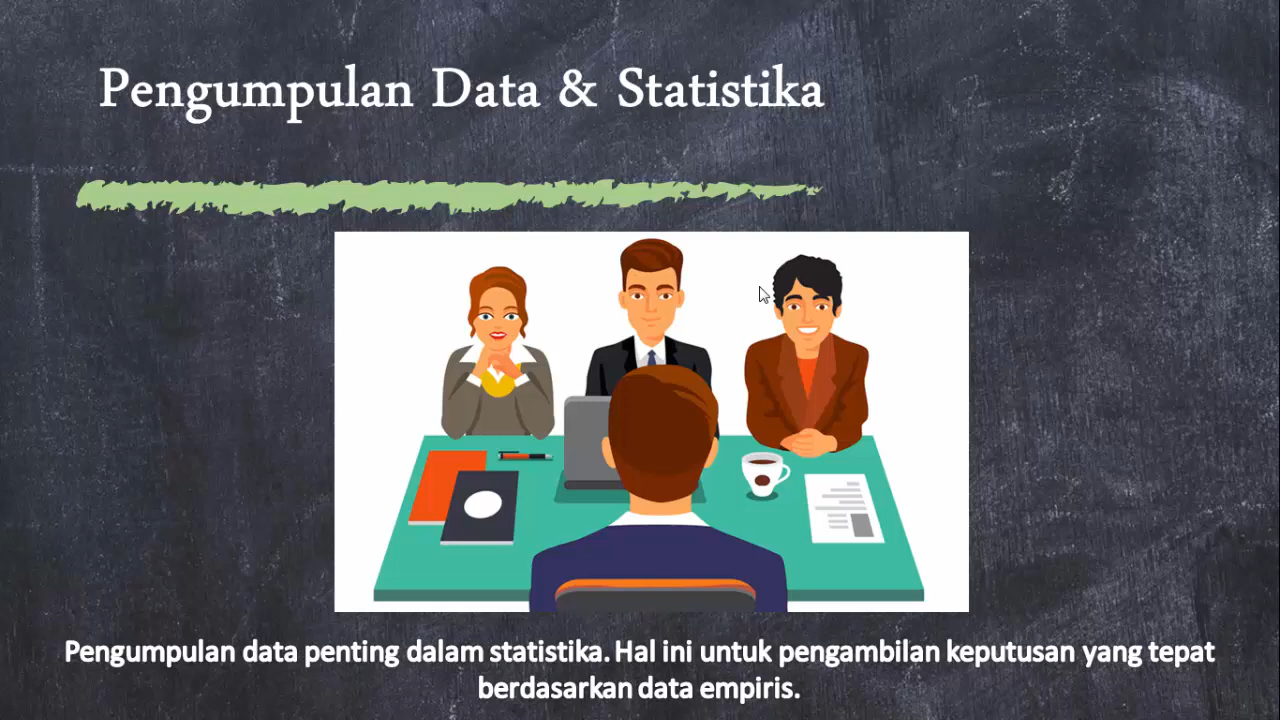 Pengumpulan Data & Statistika
Pengumpulan data penting dalam statistika. Hal ini untuk pengambilan keputusan yang tepat
berdasarkan data empiris.